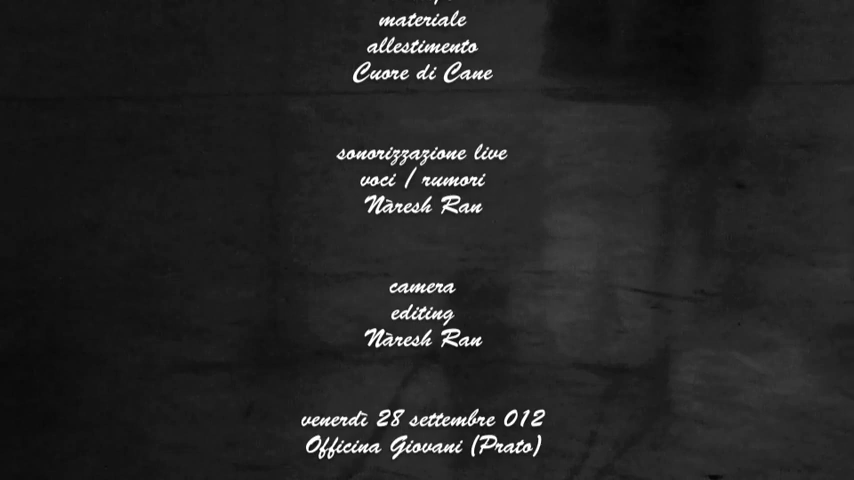 materiale
allestimento
Cuore di Cane
sonorizzazione live
voci / rumori
Nàresh Ran
camera
editing
Nàresh Ran
venerdì 28 settembre 012
Officina Giovani (Prato)